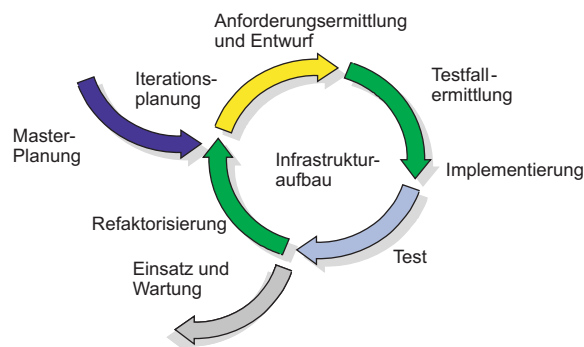 Anforderungsermittlung
und Entwurf
Iterations-
planung
Testfall-
ermittlung
Master-
Planung
Infrastruktur-
aufbau
Implementierung
Refaktorisierung
Test
Einsatz und
Wartung